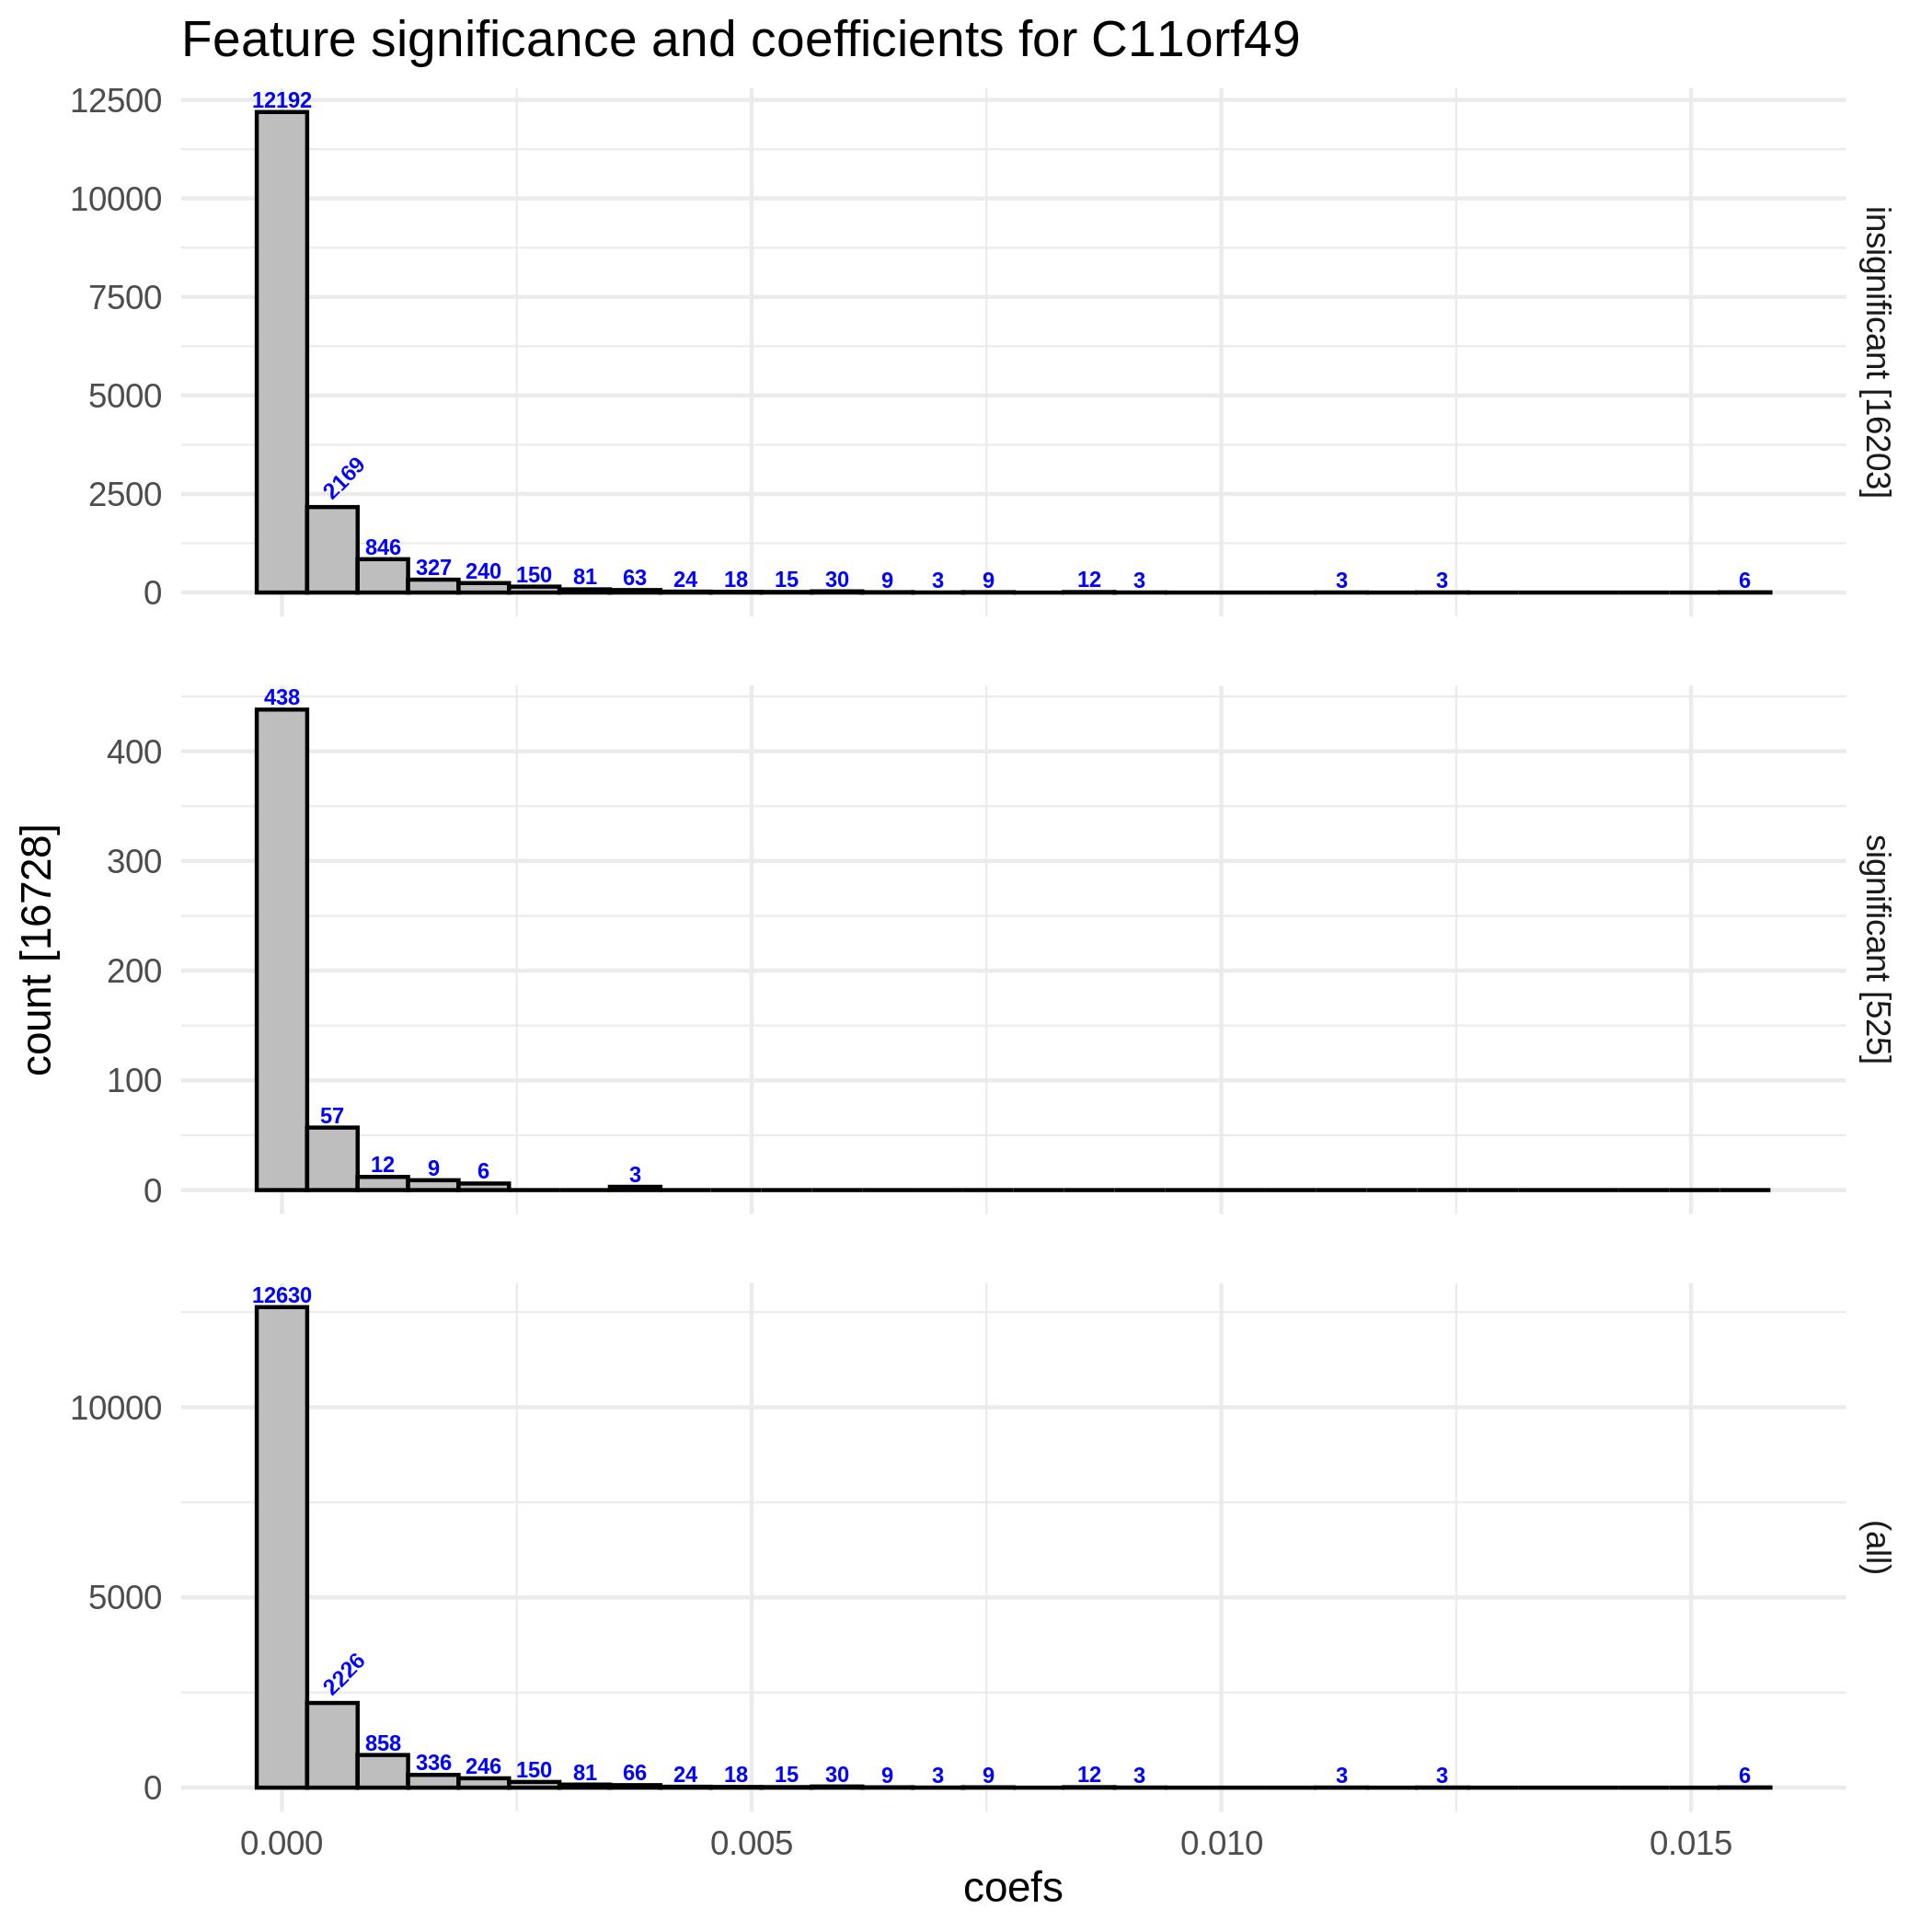 Feature significance and coefficients for C11orf49
12500
10000
7500
5000
2500
0
12192
2169
846 327 240 150 81 63 24 18 15 30 9 3 9 12 3 3 3 6
insignificant [16203]
count [16728]
400
300
200
100
0
438
57
12 9 6 3
significant [525]
10000
5000
0
12630
2226
858 336 246 150 81 66 24 18 15 30 9 3 9 12 3 3 3 6
(all)
0.000 0.005 0.010 0.015
coefs